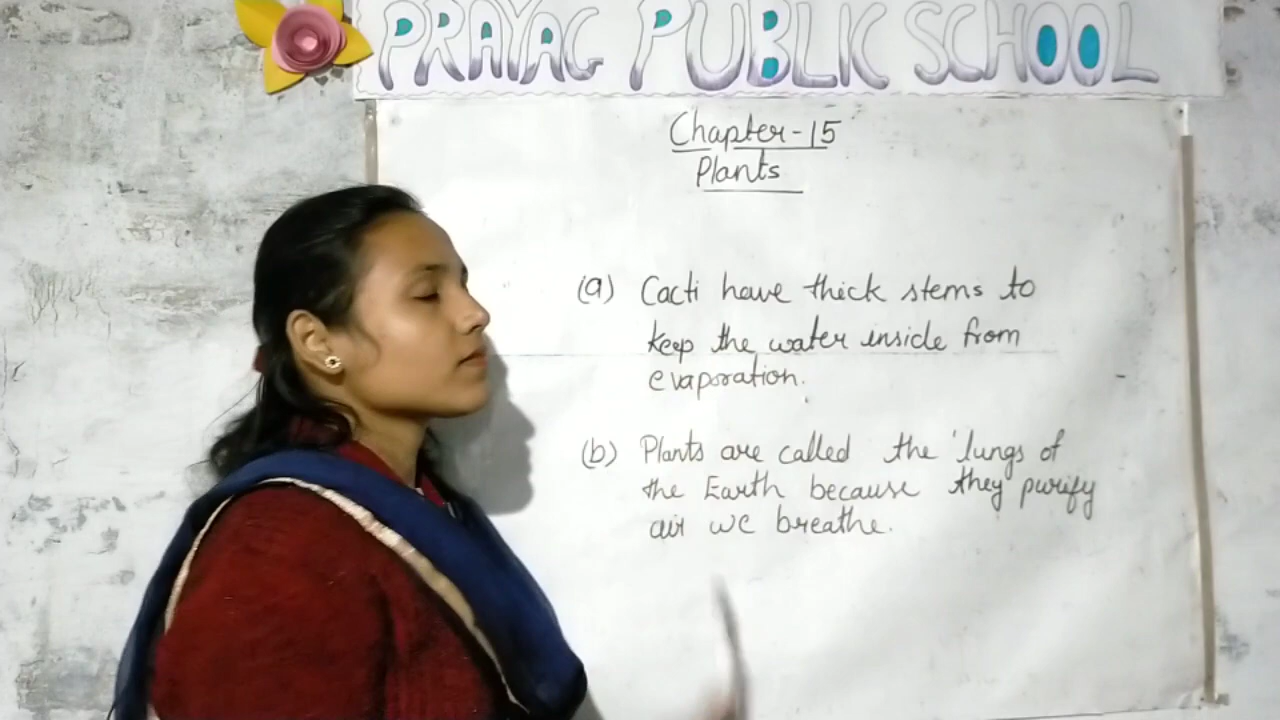 PRAYAG PUBLIC SCHOOL
Chapter-15
Plants
(a) Cacti have thick stems to
keep the water inside from
evaporation.
(b) Plants are called the 'lungs of
the Earth because they purify
air we breathe.